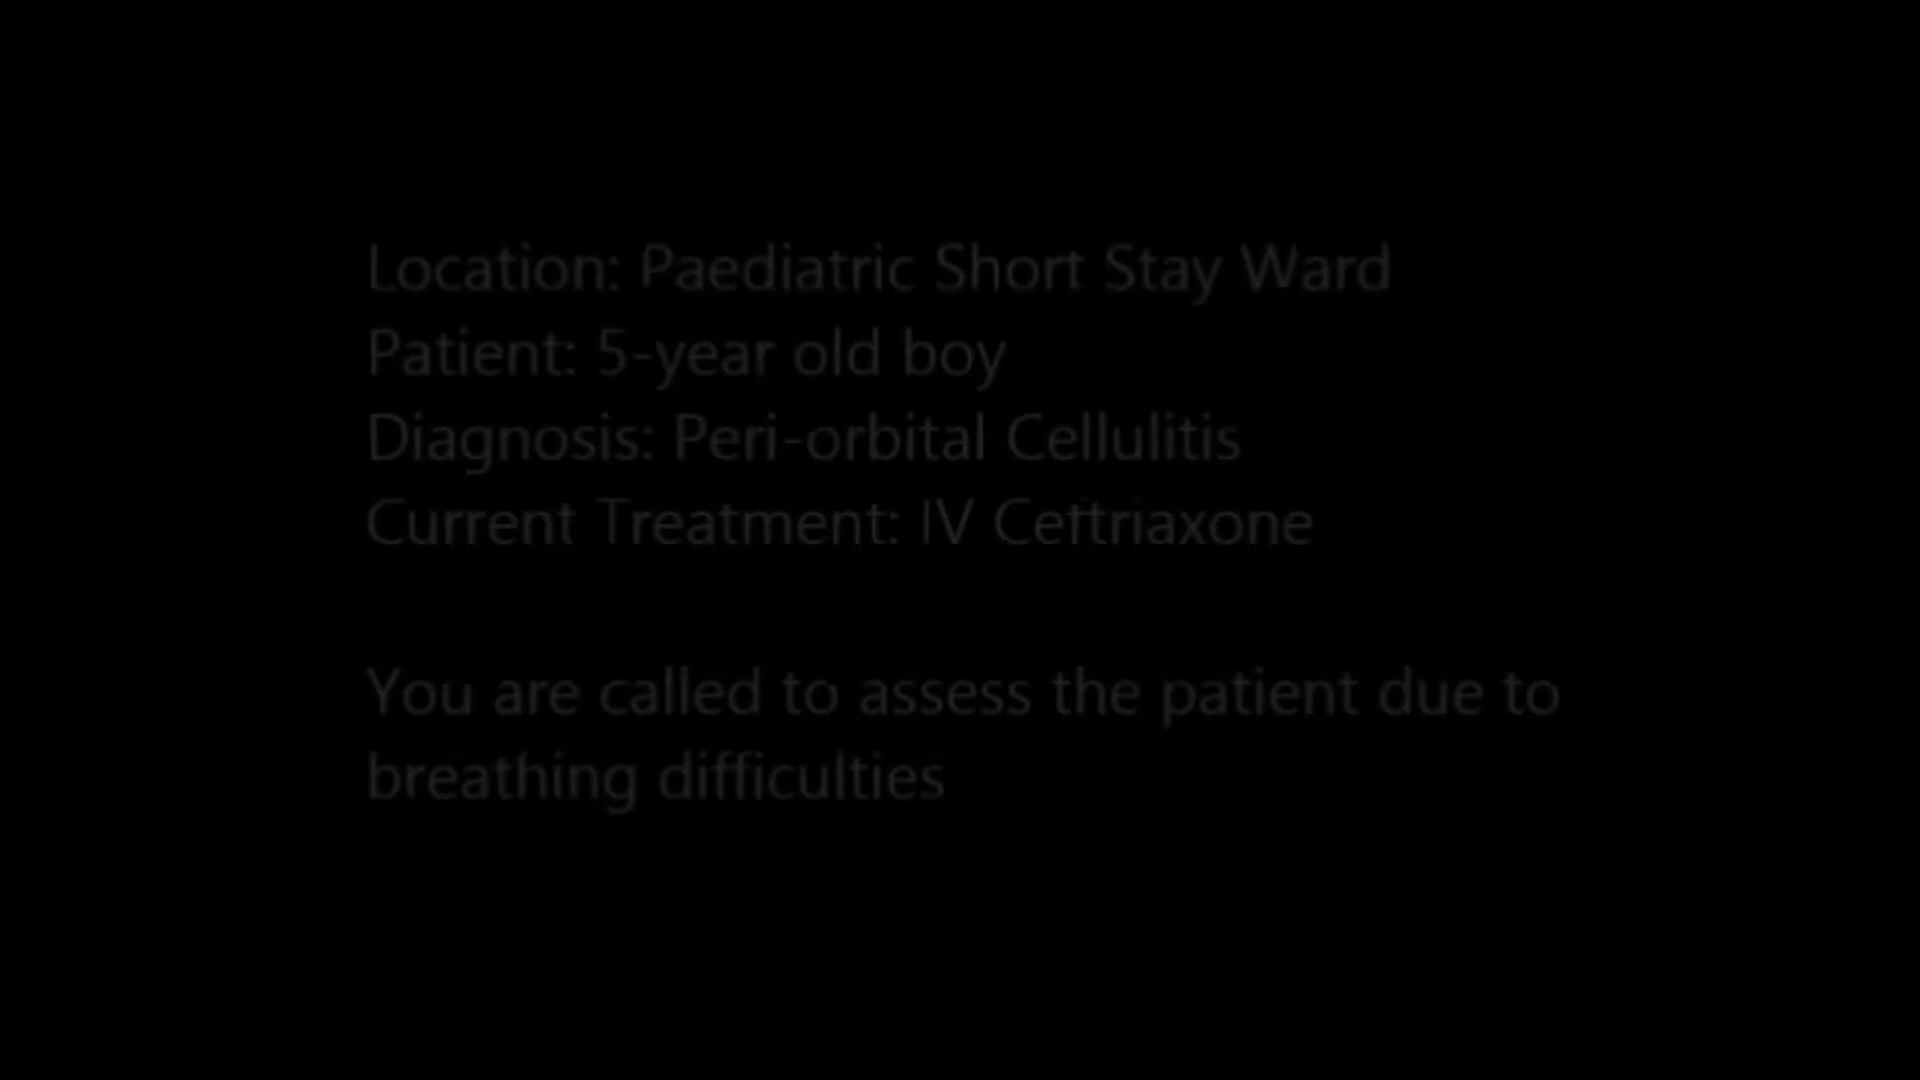 Location: Paediatric Short Stay Ward
Patient: 5-year old boy
Diagnosis: Peri-orbital Cellulitis
Current Treatment: IV Ceftriaxone
You are called to assess the patient due to
breathing difficulties